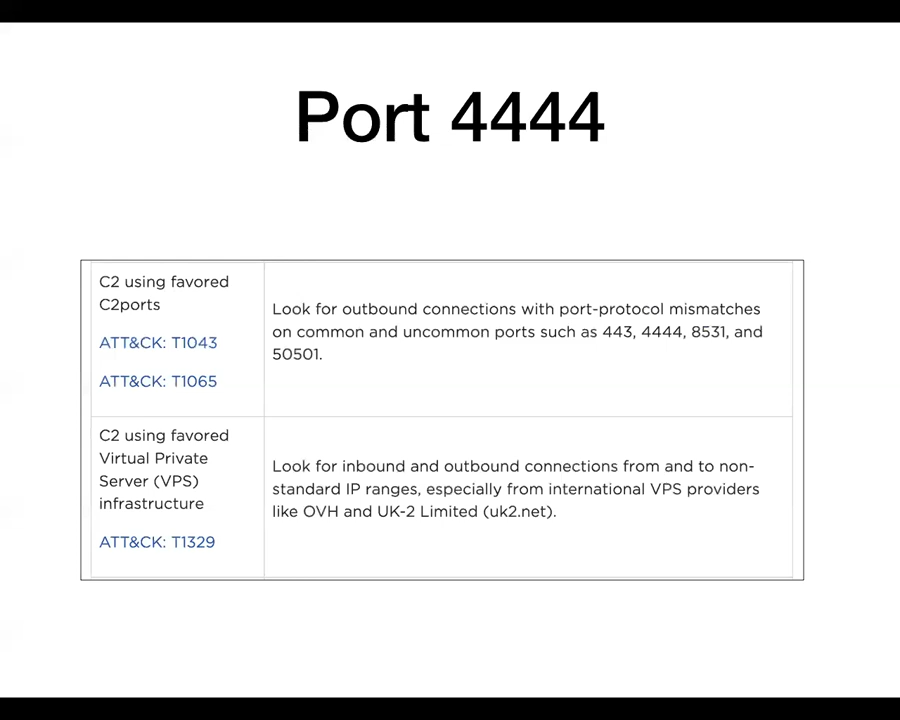 Port 4444
C2 using favored
C2ports
ATT&CK: T1043
ATT&CK: T1065
Look for outbound connections with port-protocol mismatches
on common and uncommon ports such as 443, 4444, 8531, and
50501.
C2 using favored
Virtual Private
Server (VPS)
infrastructure
ATT&CK: T1329
Look for inbound and outbound connections from and to non-
standard IP ranges, especially from international VPS providers
like OVH and UK-2 Limited (uk2.net).